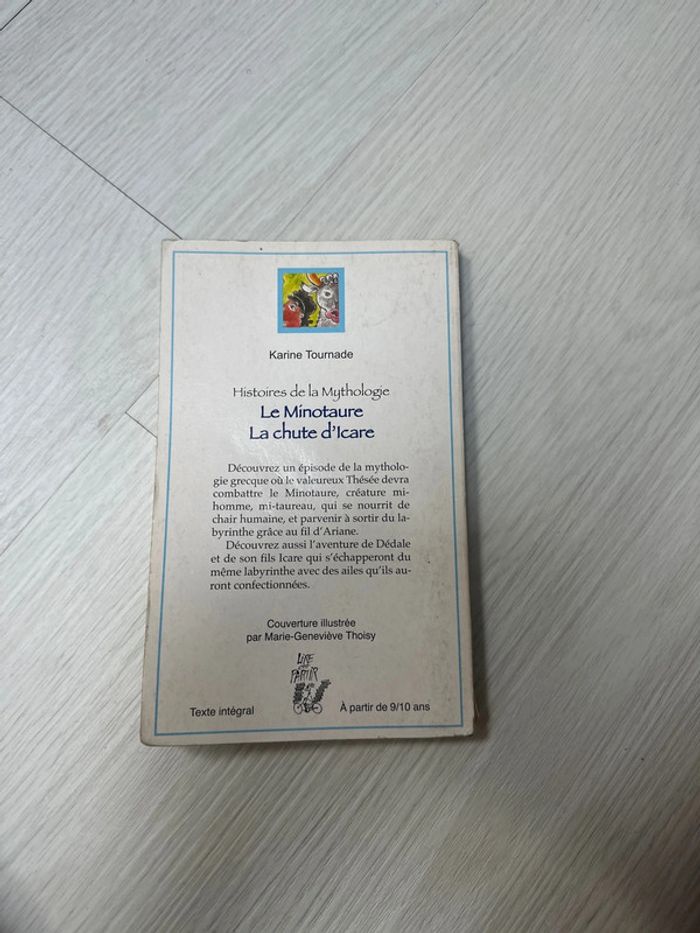 Karine Tournade
Histoires de la Mythologie
Le Minotaure
La chute d'Icare
Découvrez un épisode de la mytholo-
gie grecque où le valeureux Thésée devra
combattre le Minotaure, créature mi-
homme, mi-taureau, qui se nourrit de
chair humaine, et parvenir à sortir du la-
byrinthe grâce au fil d'Ariane.
Découvrez aussi l'aventure de Dédale
et de son fils Icare qui s'échapperont du
même labyrinthe avec des ailes qu'ils au-
ront confectionnées.
Couverture illustrée
par Marie-Geneviève Thoisy
LIRE
PARTIR
Texte intégral
À partir de 9/10 ans